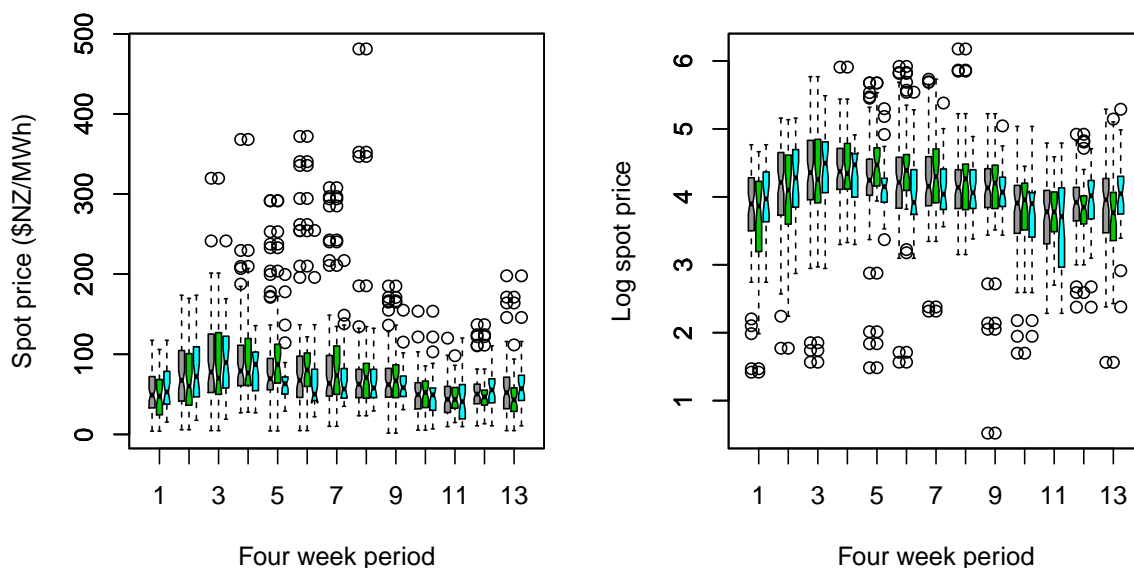 500
400
300
200
100
0
Spot price ($NZ/MWh)
1 3 5 7 9 11 13
Four week period
6
5
4
3
2
1
Log spot price
1 3 5 7 9 11 13
Four week period